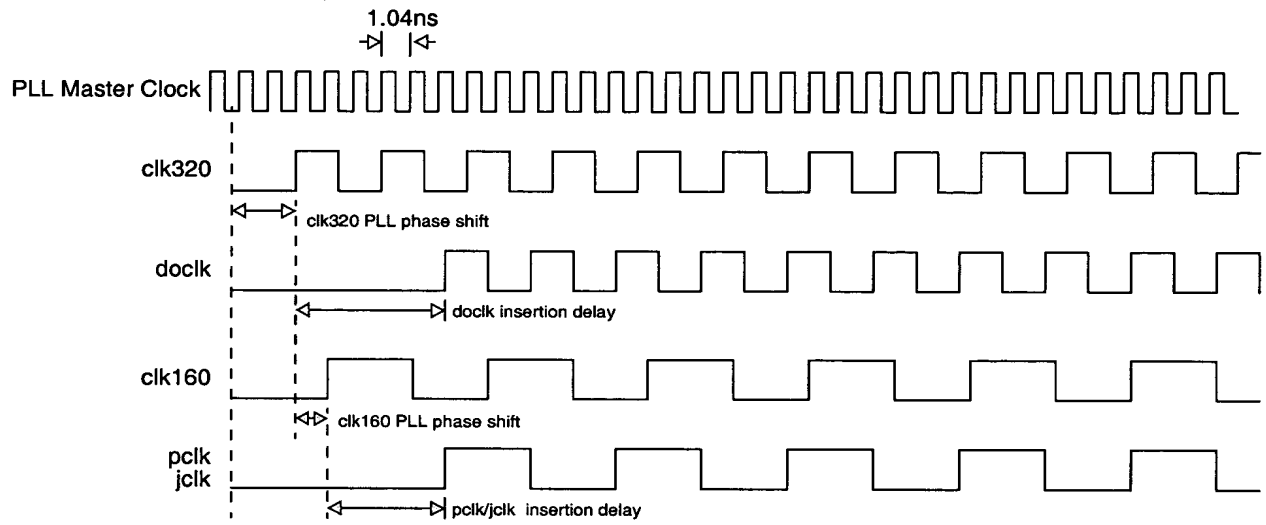 1.04ns
PLL Master Clock
clk320
clk320 PLL phase shift
doclk
doclk insertion delay
clk160
clk160 PLL phase shift
pclk
jclk
pclk/jclk insertion delay